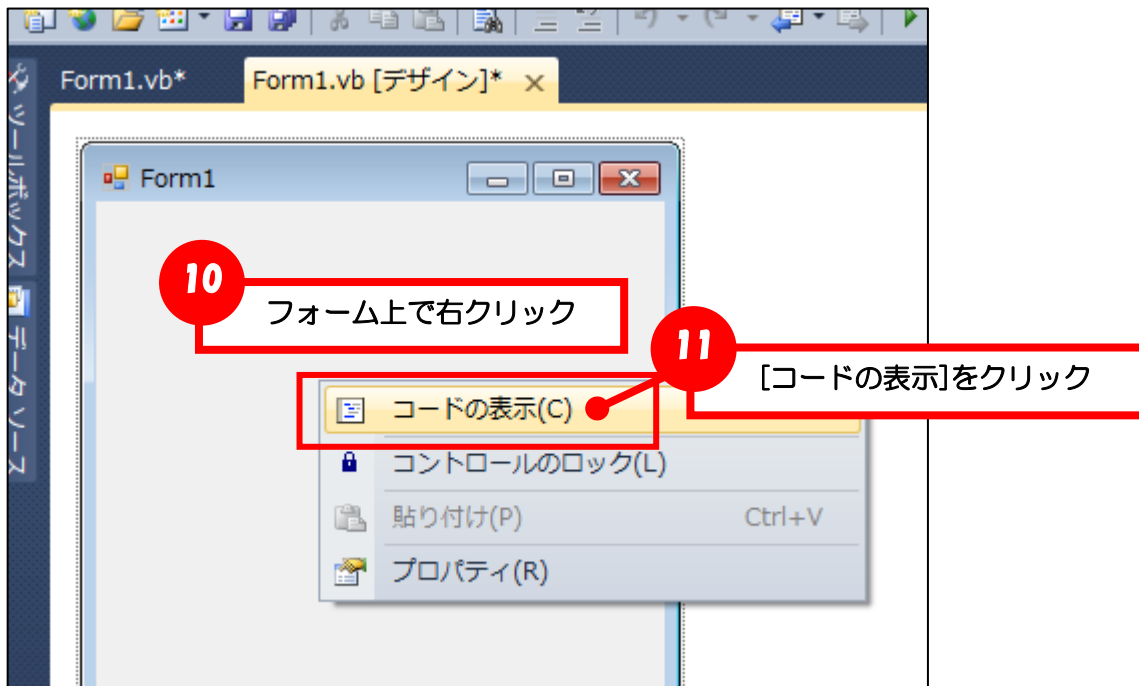 Form1.vb*
Form1.vb [デザイン]*
ツールボックス
データ ソース
Form1
10
フォーム上で右クリック
11
[コードの表示]をクリック
コードの表示(C)
コントロールのロック(L)
貼り付け(P) Ctrl+V
プロパティ(R)